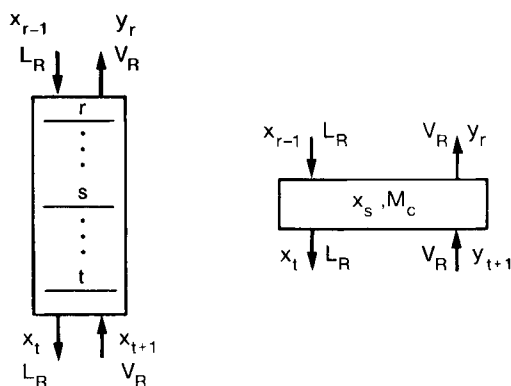 x_{r-1} y_r
L_R V_R
r
s
t
x_t x_{t+1}
L_R V_R
x_{r-1} L_R V_R y_r
x_s ,M_c
x_t L_R V_R y_{t+1}